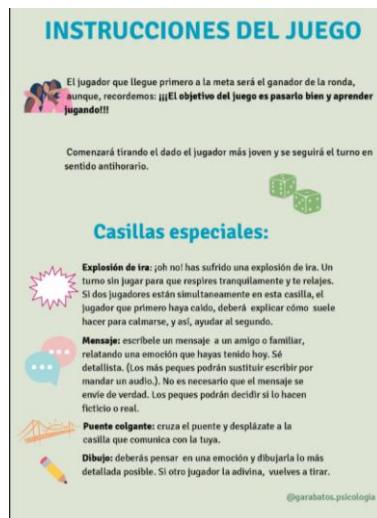 INSTRUCCIONES DEL JUEGO
El jugador que llegue primero a la meta será el ganador de la ronda,
aunque, recordemos: ¡¡¡El objetivo del juego es pasarlo bien y aprender
jugando!!!
Comenzará tirando el dado el jugador más joven y se seguirá el turno en
sentido antihorario.
Casillas especiales:
Explosión de ira: ¡oh no! has sufrido una explosión de ira. Un
turno sin jugar para que respires tranquilamente y te relajes.
Si dos jugadores están simultaneamente en esta casilla, el
jugador que primero haya caido, deberá explicar cómo suele
hacer para calmarse, y así, ayudar al segundo.
Mensaje: escríbele un mensaje a un amigo o familiar,
relatando una emoción que hayas tenido hoy. Sé
detallista. (Los más peques podrán sustituir escribir por
mandar un audio.). No es necesario que el mensaje se
envíe de verdad. Los peques podrán decidir si lo hacen
ficticio o real.
Puente colgante: cruza el puente y desplázate a la
casilla que comunica con la tuya.
Dibujo: deberás pensar en una emoción y dibujarla lo más
detallada posible. Si otro jugador la adivina, vuelves a tirar.
@garabatos.psicologia